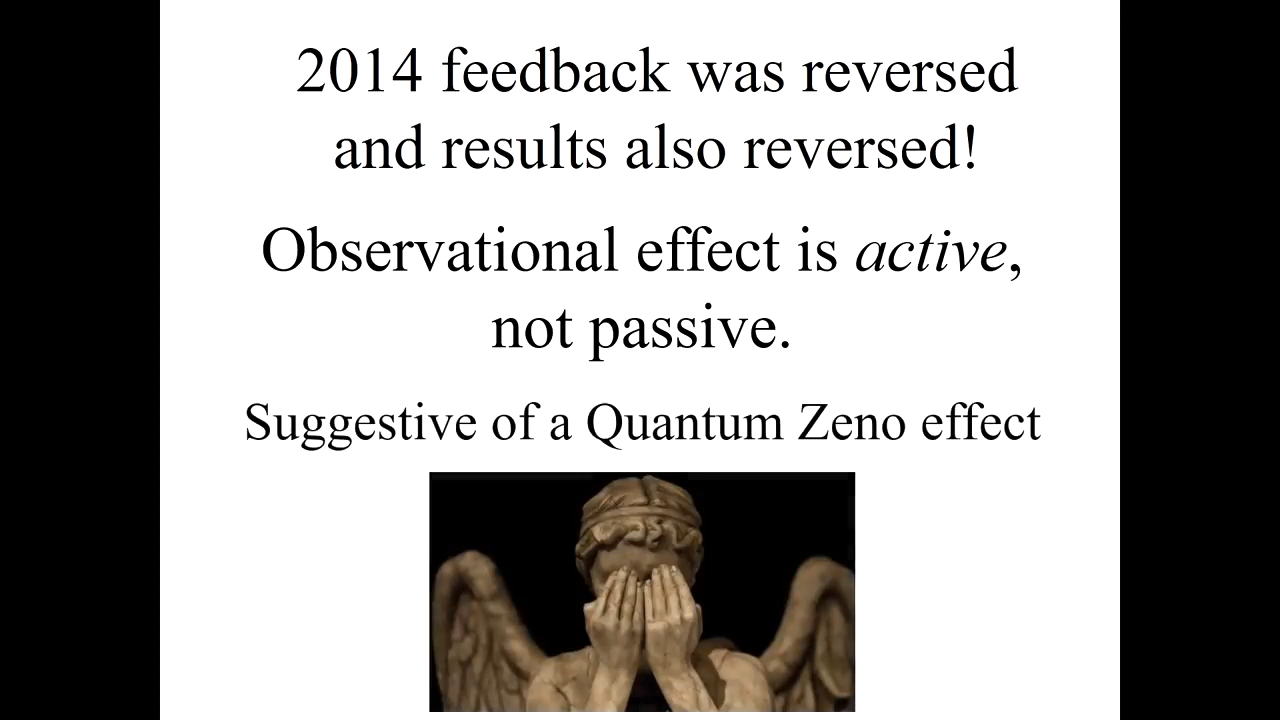 2014 feedback was reversed
and results also reversed!
Observational effect is active,
not passive.
Suggestive of a Quantum Zeno effect